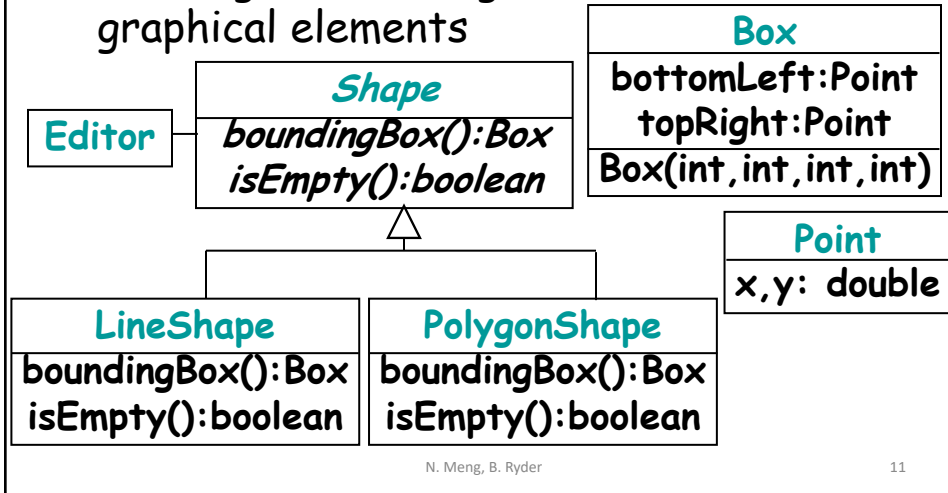 graphical elements
Box
bottomLeft:Point
topRight:Point
Box(int,int,int,int)
Shape
boundingBox():Box
isEmpty():boolean
Editor
Point
x,y: double
LineShape
boundingBox():Box
isEmpty():boolean
PolygonShape
boundingBox():Box
isEmpty():boolean
N. Meng, B. Ryder
11